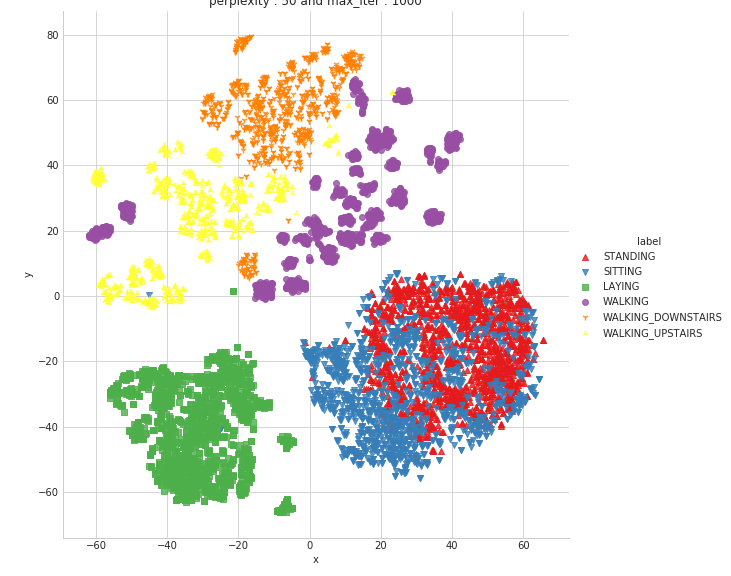 perplexity : 50 and max_iter : 1000
80
60
40
20
0
−20
−40
−60
y
−60 −40 −20 0 20 40 60
x
label
STANDING
SITTING
LAYING
WALKING
WALKING_DOWNSTAIRS
WALKING_UPSTAIRS